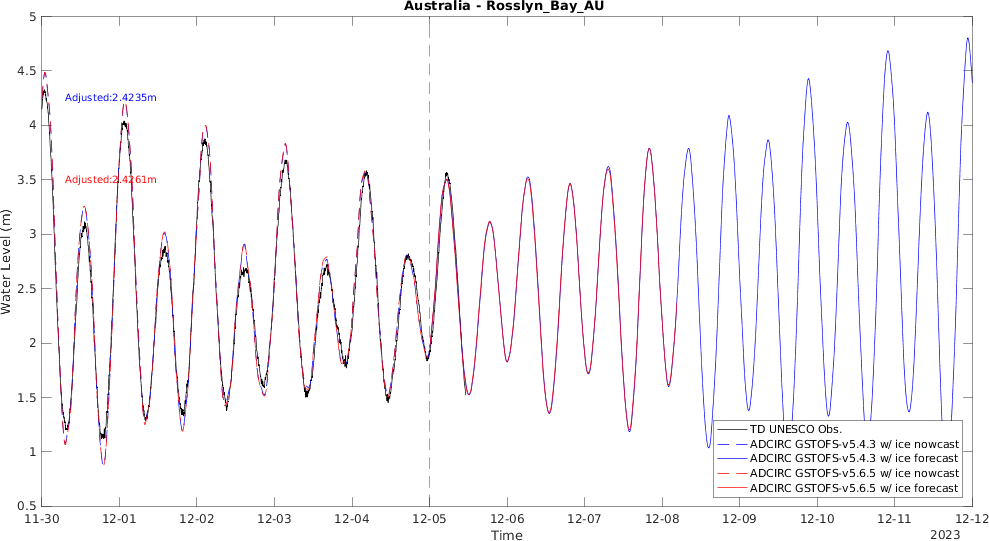 Australia - Rosslyn_Bay_AU
5
4.5
4
3.5
3
2.5
2
1.5
1
0.5
Water Level (m)
Adjusted:2.4235m
Adjusted:2.4261m
TD UNESCO Obs.
ADCIRC GSTOFS-v5.4.3 w/ ice nowcast
ADCIRC GSTOFS-v5.4.3 w/ ice forecast
ADCIRC GSTOFS-v5.6.5 w/ ice nowcast
ADCIRC GSTOFS-v5.6.5 w/ ice forecast
11-30 12-01 12-02 12-03 12-04 12-05 12-06 12-07 12-08 12-09 12-10 12-11 12-12
Time
2023